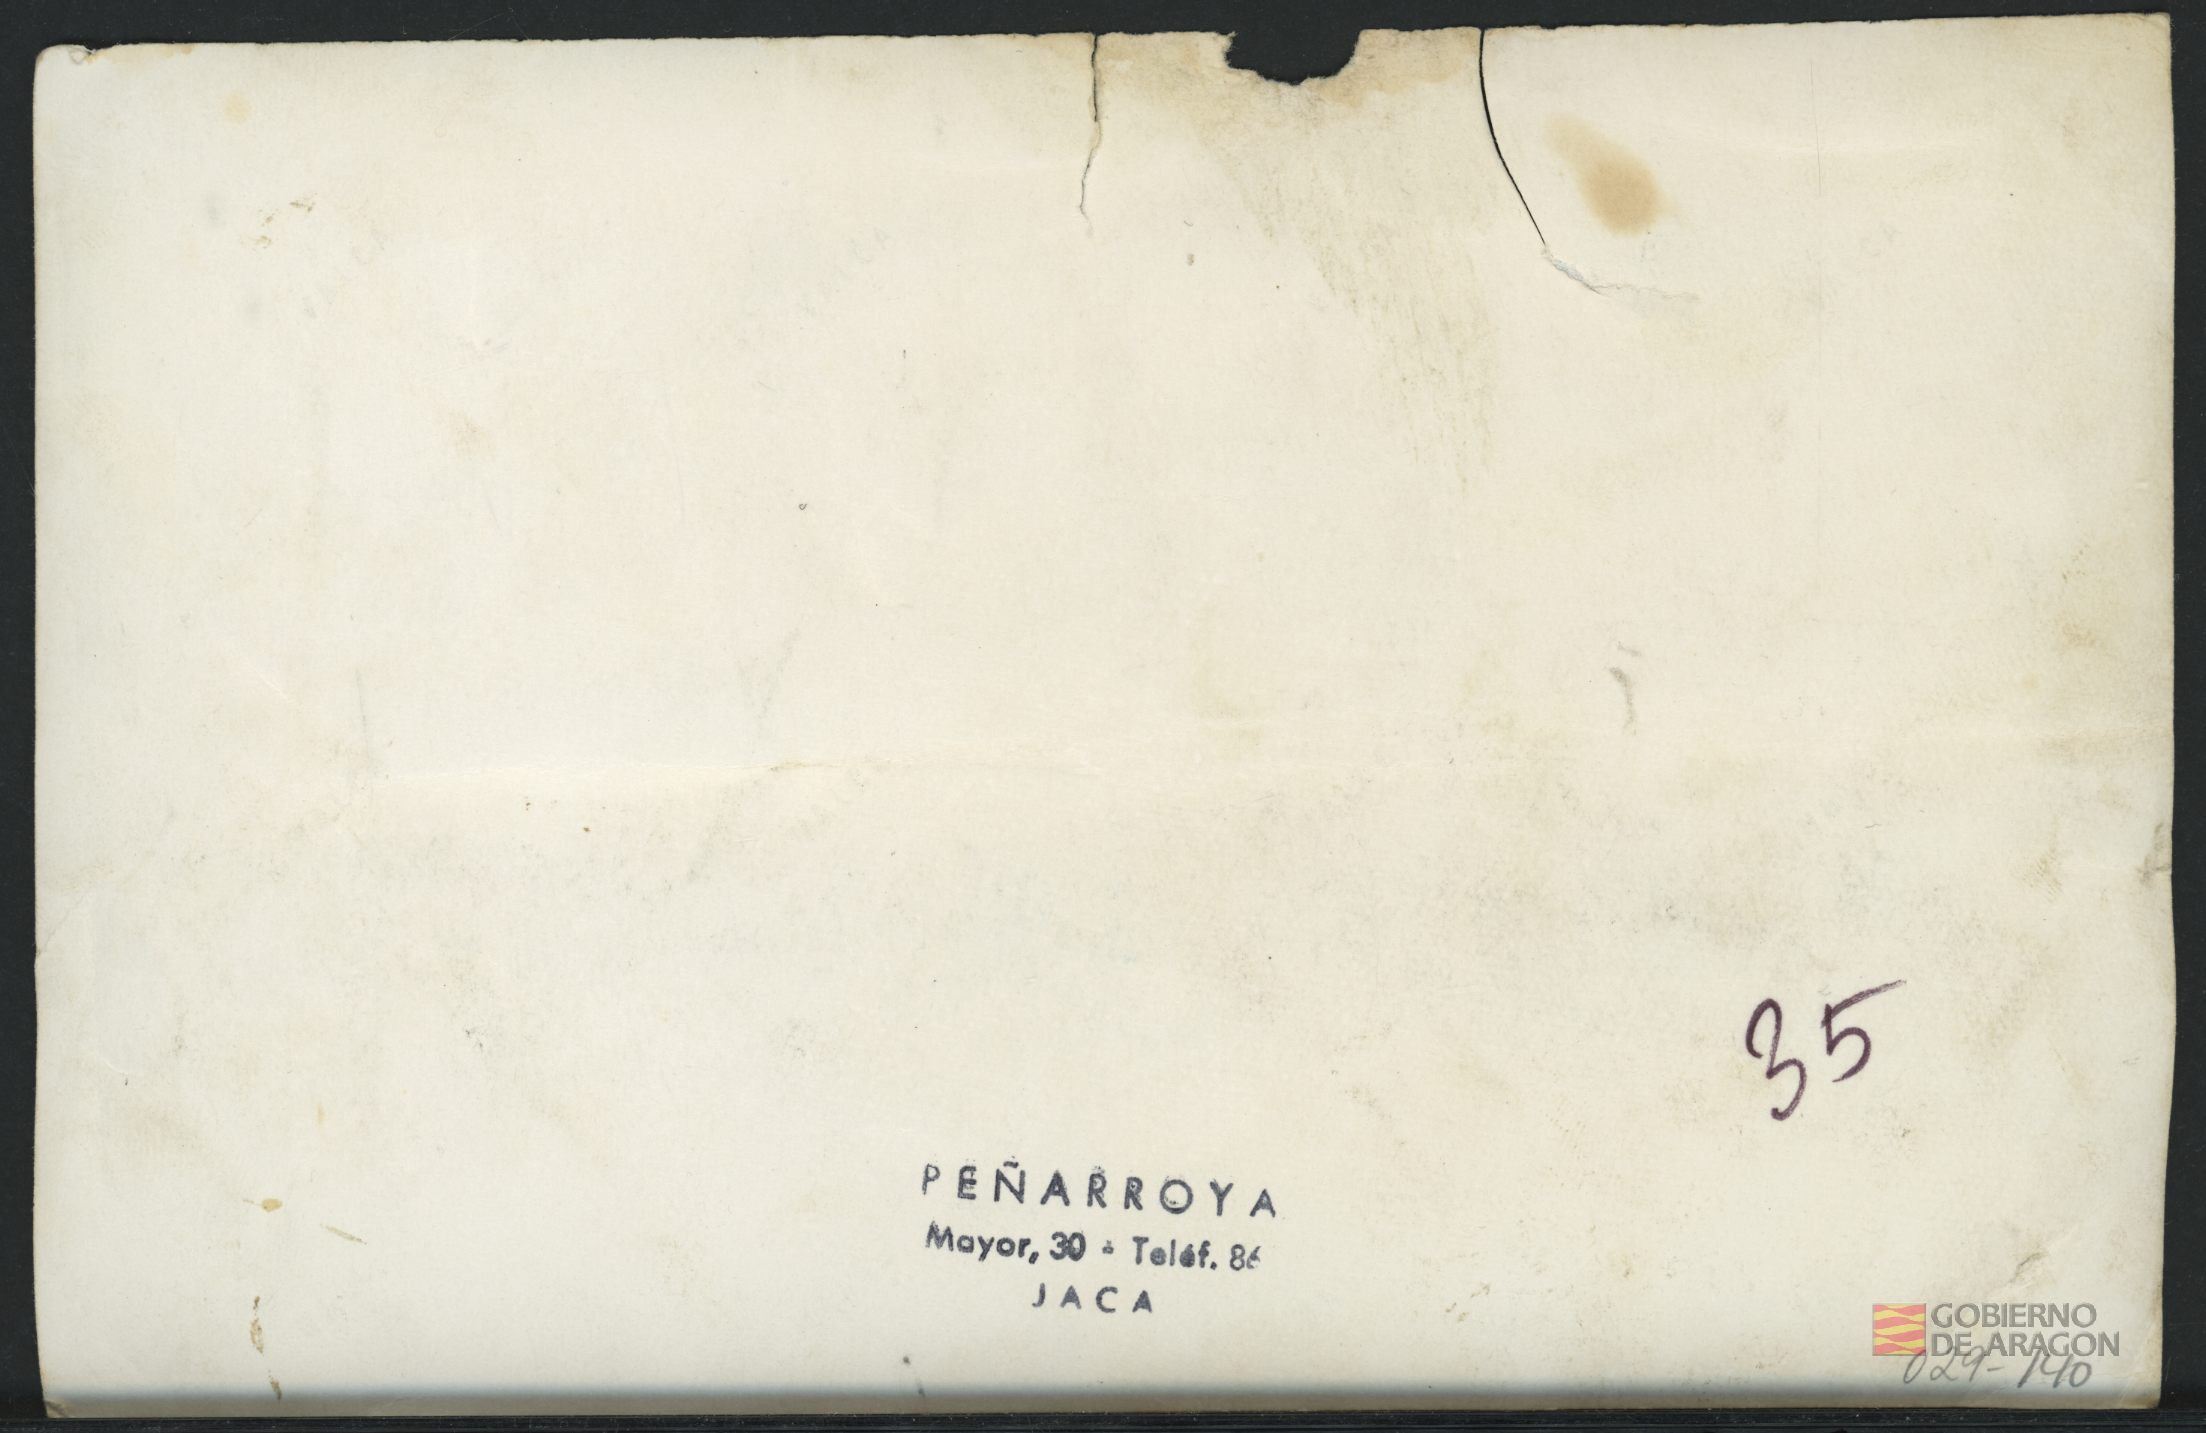 35
PEÑARROYA
Mayor, 30 - Teléf. 86
JACA
GOBIERNO
DE ARAGON
029-140